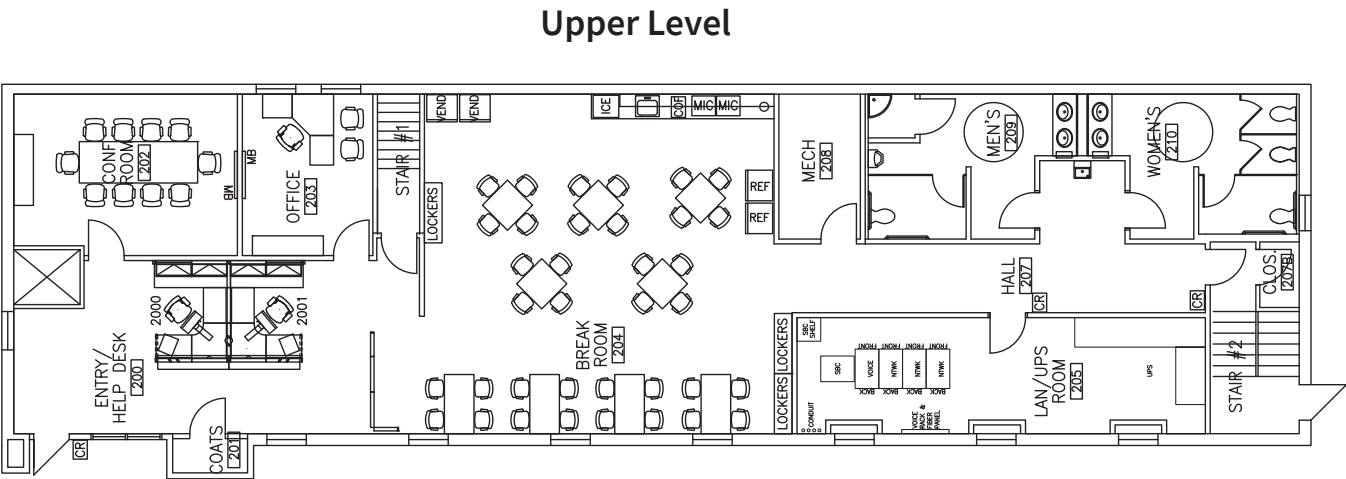 Upper Level
VEND
VEND
ICE
COF
MIC
MIC
CONF
ROOM
202
MB
MB
OFFICE
203
STAIR #1
LOCKERS
REF
REF
MECH
208
MEN'S
209
WOMEN'S
210
2000
2001
ENTRY/
HELP DESK
200
CR
COATS
201
BREAK
ROOM
204
LOCKERS
LOCKERS
HALL
207
CR
CR
CLOS.
207B
STAIR #2
SBC
SHELF
SBC
FRONT
FRONT
FRONT
FRONT
VOICE
NTWK
NTWK
NTWK
BACK
BACK
BACK
BACK
CONDUIT
VOICE
RACK &
FIBER
PANEL
LAN/UPS
ROOM
205
UPS